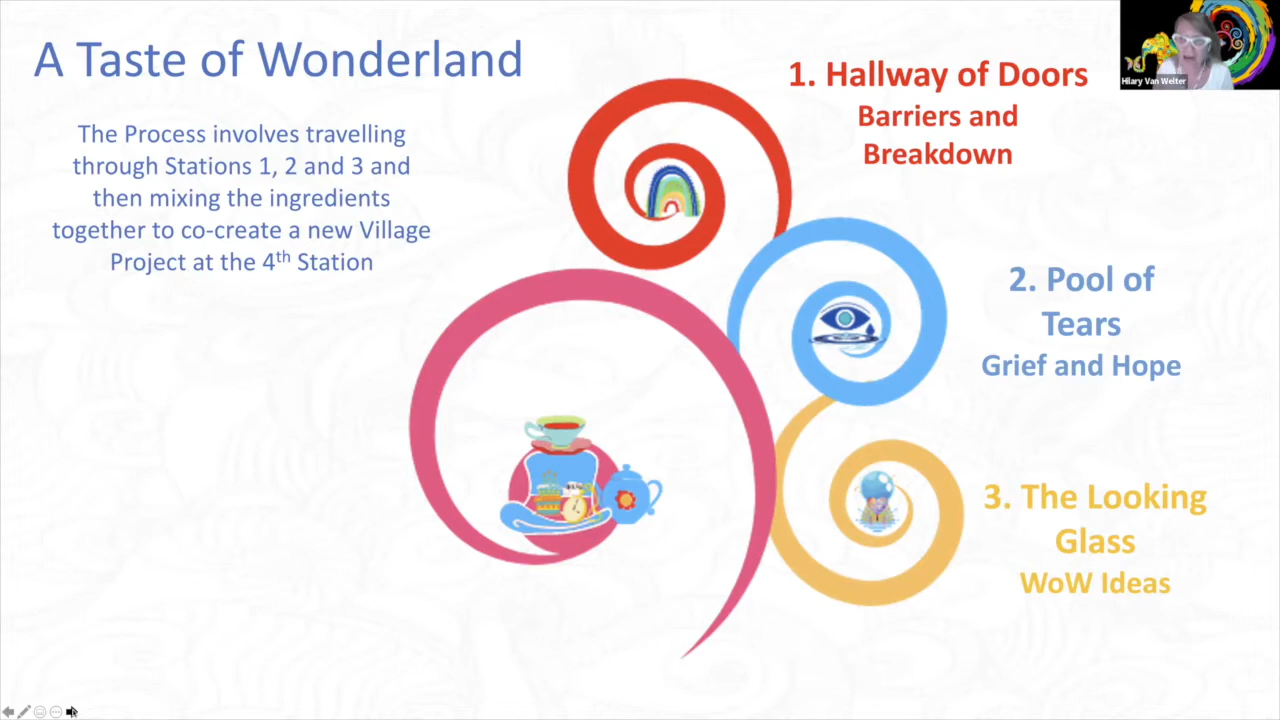 A Taste of Wonderland
The Process involves travelling
through Stations 1, 2 and 3 and
then mixing the ingredients
together to co-create a new Village
Project at the 4th Station
1. Hallway of Doors
Barriers and
Breakdown
2. Pool of
Tears
Grief and Hope
3. The Looking
Glass
WoW Ideas
Hilary Van Welter